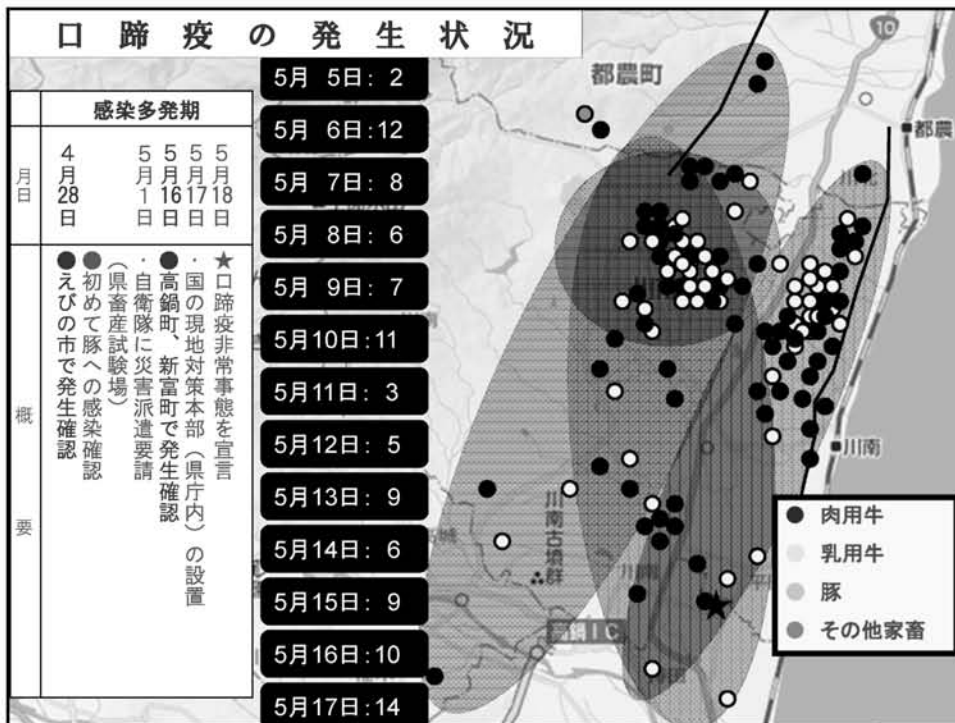 口蹄疫の発生状況
感染多発期
月日
4月28日
5月1日
5月16日
5月17日
5月18日
概要
★口蹄疫非常事態を宣言
・国の現地対策本部（県庁内）の設置
●高鍋町、新富町で発生確認
・自衛隊に災害派遣要請
（県畜産試験場）
●初めて豚への感染確認
●えびの市で発生確認
5月 5日: 2
5月 6日:12
5月 7日: 8
5月 8日: 6
5月 9日: 7
5月10日:11
5月11日: 3
5月12日: 5
5月13日: 9
5月14日: 6
5月15日: 9
5月16日:10
5月17日:14
都農町
10
都農
川南
川南古墳群
高鍋IC
肉用牛
乳用牛
豚
その他家畜